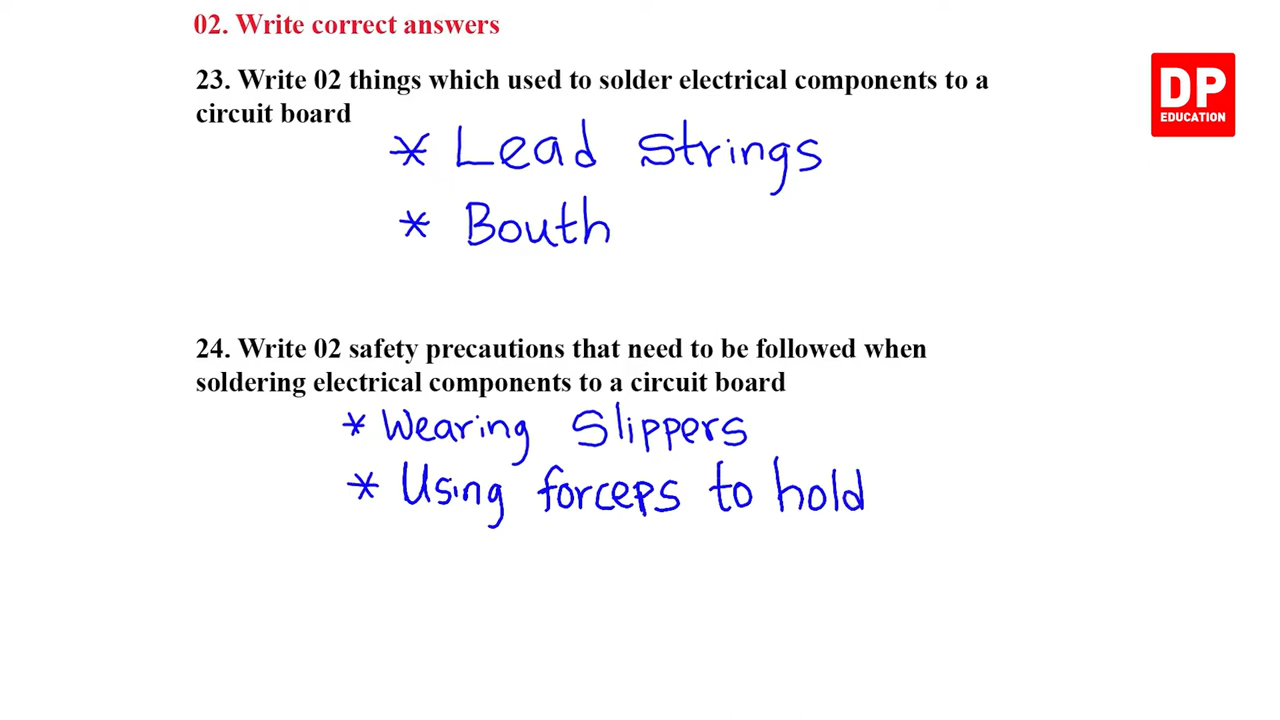 02. Write correct answers
23. Write 02 things which used to solder electrical components to a
circuit board
* Lead Strings
* Bouth
DP
EDUCATION
24. Write 02 safety precautions that need to be followed when
soldering electrical components to a circuit board
* Wearing Slippers
* Using forceps to hold